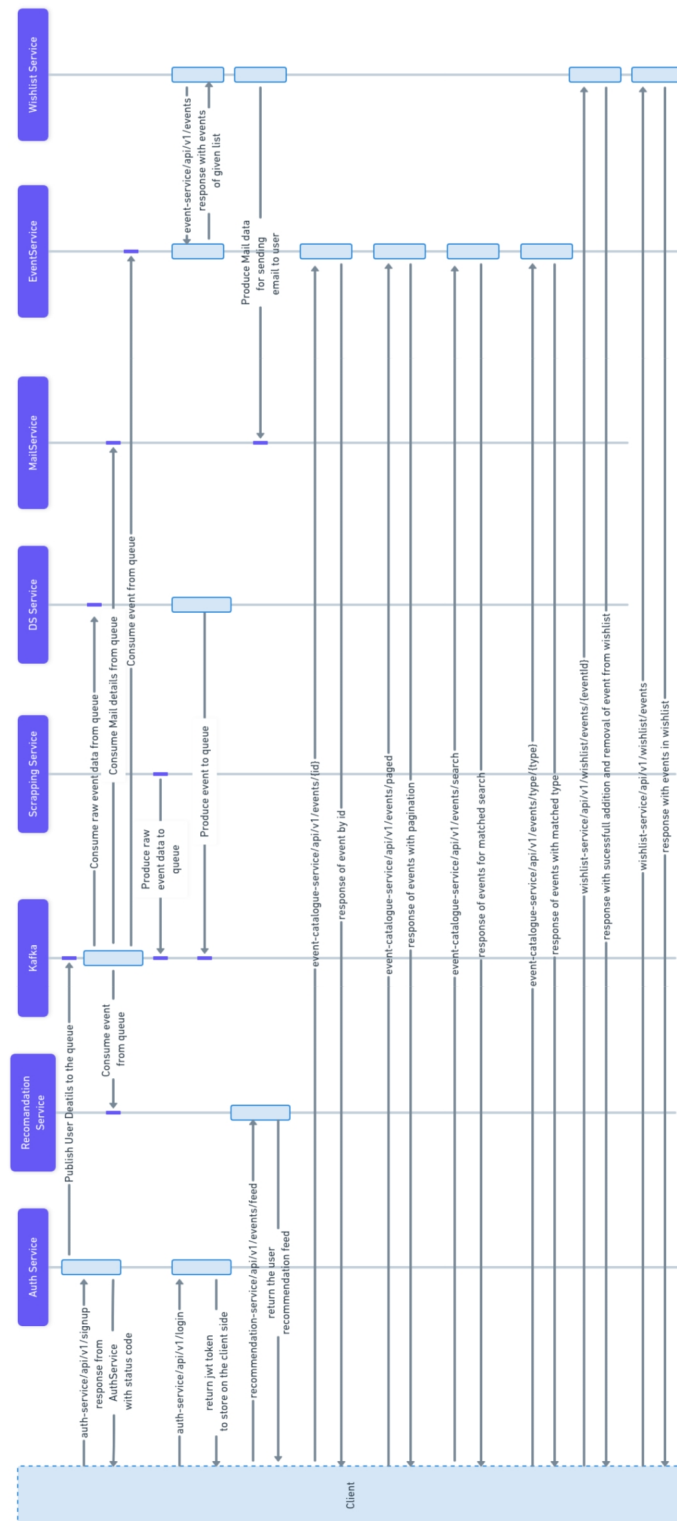 Client
Auth Service
Recomandation
Service
Kafka
Scrapping Service
DS Service
MailService
EventService
Wishlist Service
auth-service/api/v1/signup
response from
AuthService
with status code
Publish User Deatils to the queue
Consume event
from queue
Consume raw event data from queue
Consume Mail details from queue
Consume event from queue
Produce raw
event data to
queue
auth-service/api/v1/login
return jwt token
to store on the client side
Produce event to queue
event-service/api/v1/events
response with events
of given list
recommendation-service/api/v1/events/feed
return the user
recommendation feed
Produce Mail data
for sending
email to user
event-catalogue-service/api/v1/events/{id}
response of event by id
event-catalogue-service/api/v1/events/paged
response of events with pagination
event-catalogue-service/api/v1/events/search
response of events for matched search
event-catalogue-service/api/v1/events/type/{type}
response of events with matched type
wishlist-service/api/v1/wishlist/events/{eventId}
response with sucessfull addition and removal of event from wishlist
wishlist-service/api/v1/wishlist/events
response with events in wishlist